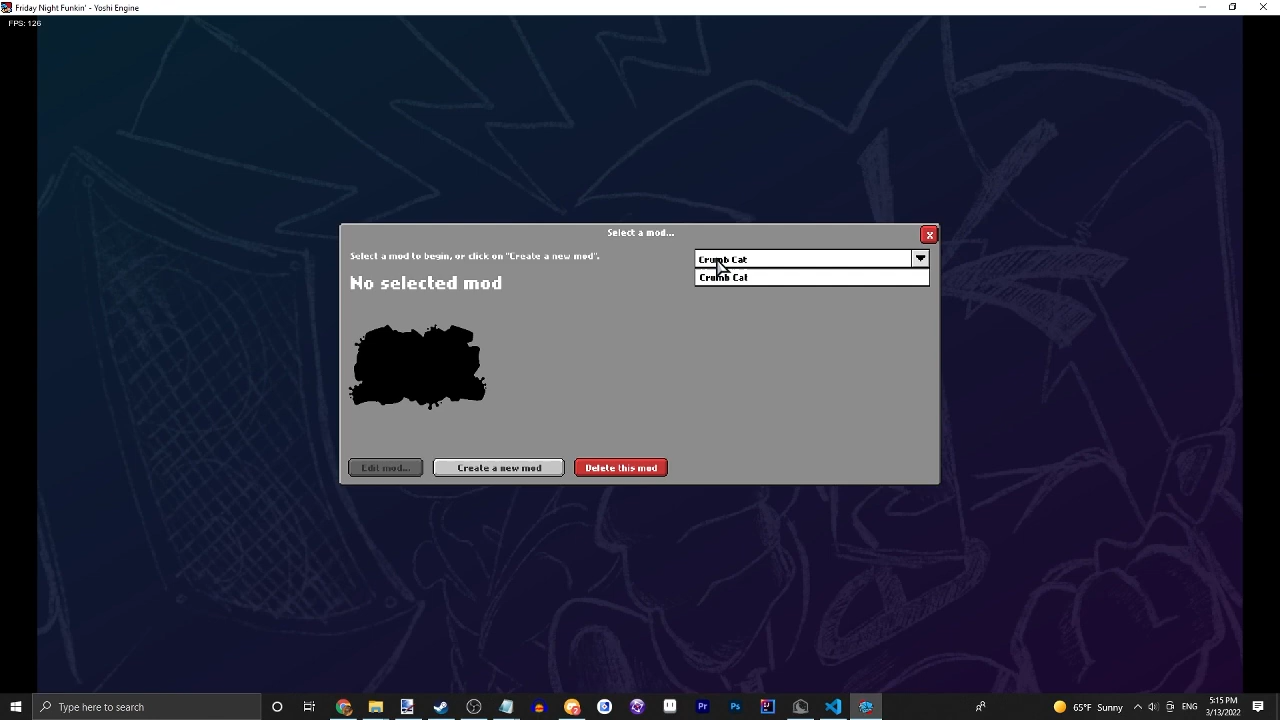 Friday Night Funkin' - Yoshi Engine
FPS: 126
Select a mod...
x
Select a mod to begin, or click on "Create a new mod".
Crumb Cat
Crumb Cat
No selected mod
Edit mod...
Create a new mod
Delete this mod
Type here to search
Pr
Ps
65°F Sunny
ENG
5:15 PM
3/13/2022